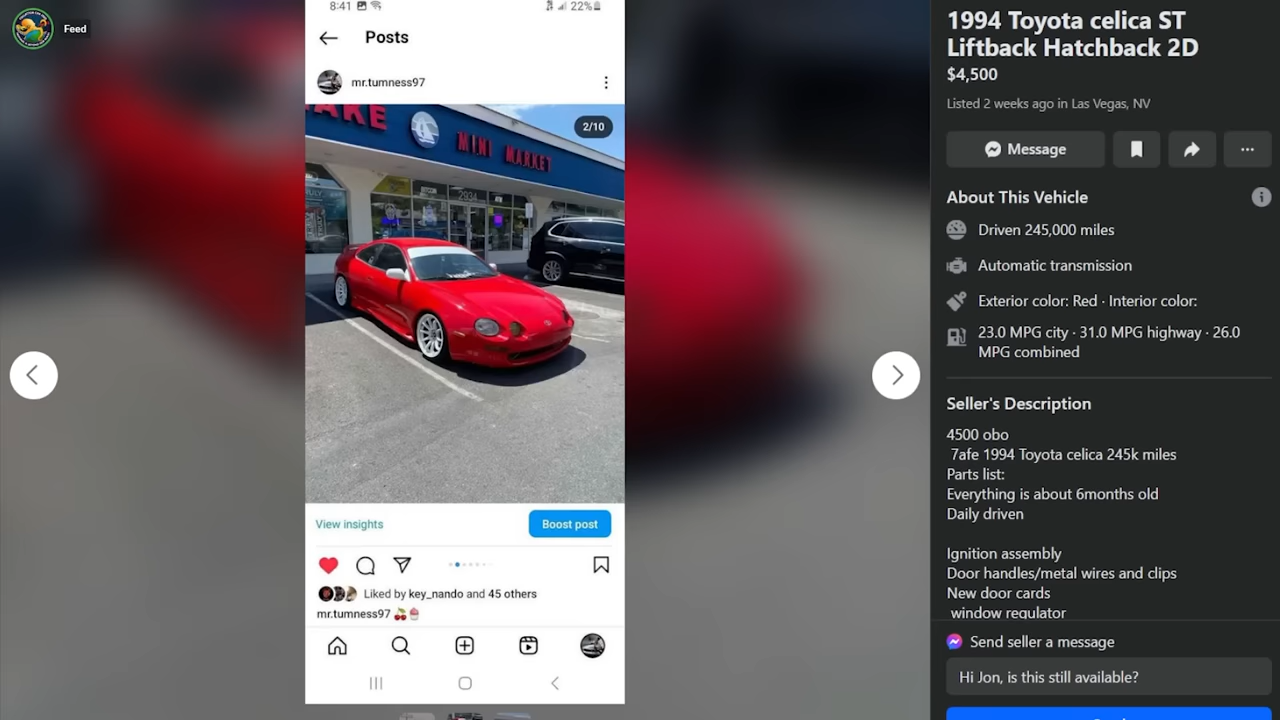 Feed
8:41
22%
Posts
mr.tumness97
2/10
AKE
MINI MARKET
2934
View insights
Boost post
Liked by key_nando and 45 others
mr.tumness97
1994 Toyota celica ST
Liftback Hatchback 2D
$4,500
Listed 2 weeks ago in Las Vegas, NV
Message
About This Vehicle
Driven 245,000 miles
Automatic transmission
Exterior color: Red · Interior color:
23.0 MPG city · 31.0 MPG highway · 26.0
MPG combined
Seller's Description
4500 obo
7afe 1994 Toyota celica 245k miles
Parts list:
Everything is about 6months old
Daily driven
Ignition assembly
Door handles/metal wires and clips
New door cards
window regulator
Send seller a message
Hi Jon, is this still available?